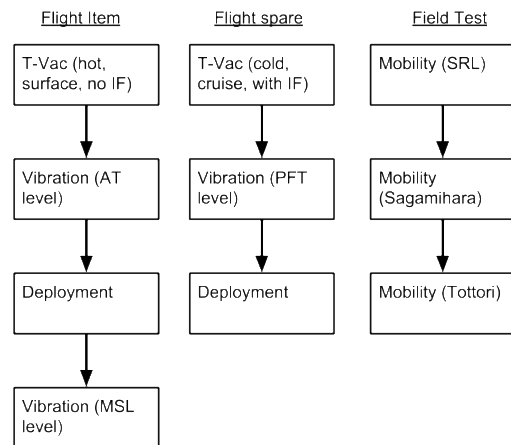 Flight Item
T-Vac (hot,
surface, no IF)
Vibration (AT
level)
Deployment
Vibration (MSL
level)
Flight spare
T-Vac (cold,
cruise, with IF)
Vibration (PFT
level)
Deployment
Field Test
Mobility (SRL)
Mobility
(Sagamihara)
Mobility (Tottori)